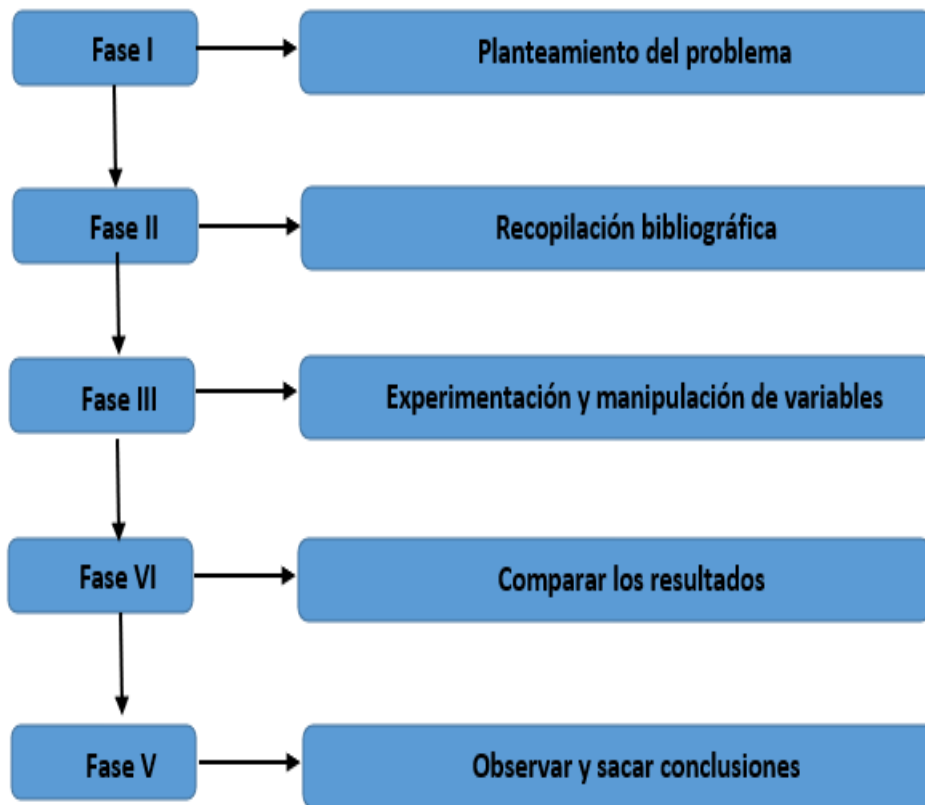 Fase I
Planteamiento del problema
Fase II
Recopilación bibliográfica
Fase III
Experimentación y manipulación de variables
Fase VI
Comparar los resultados
Fase V
Observar y sacar conclusiones